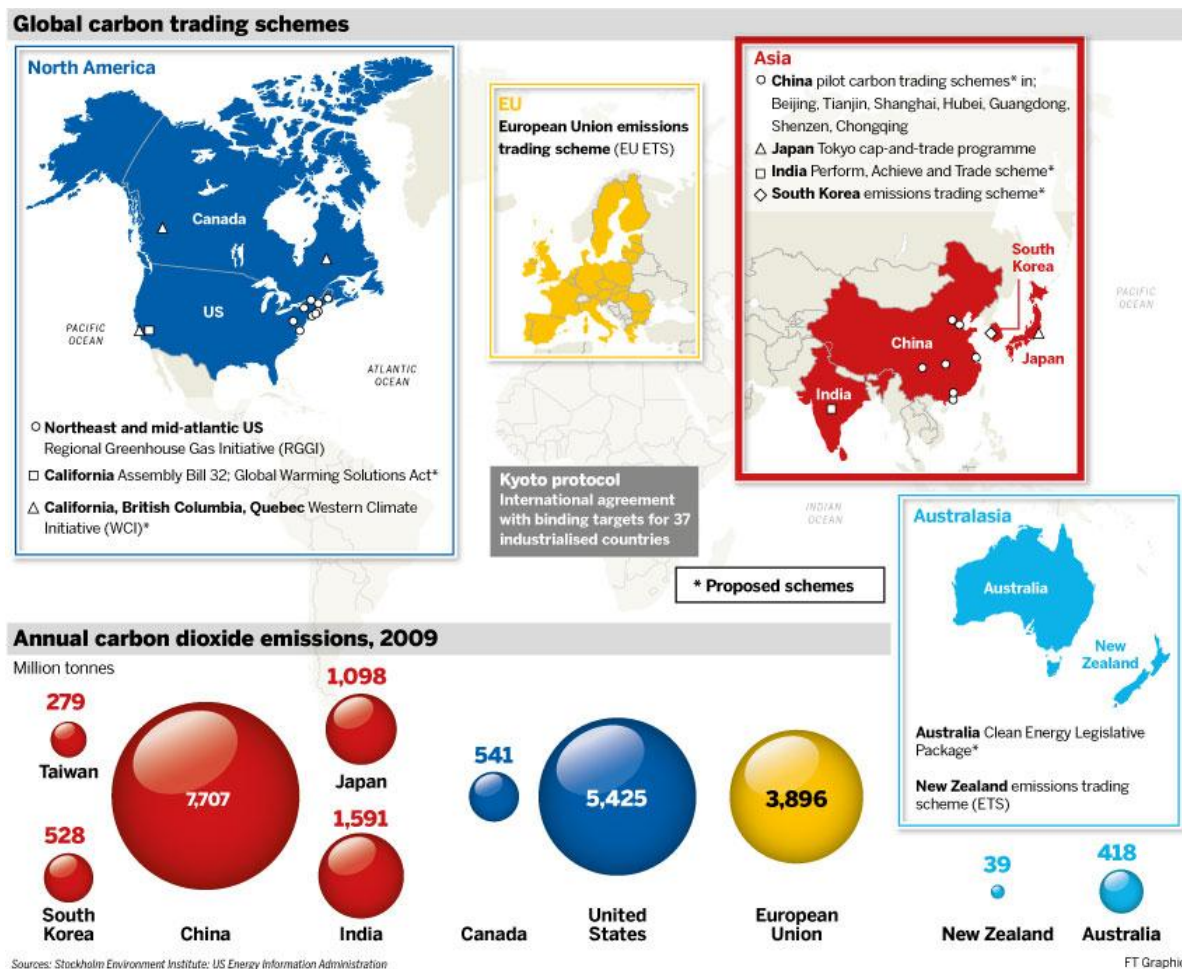 Global carbon trading schemes
North America
Canada
US
PACIFIC
OCEAN
ATLANTIC
OCEAN
Northeast and mid-atlantic US
Regional Greenhouse Gas Initiative (RGGI)
California Assembly Bill 32; Global Warming Solutions Act*
California, British Columbia, Quebec Western Climate
Initiative (WCI)*
EU
European Union emissions
trading scheme (EU ETS)
Kyoto protocol
International agreement
with binding targets for 37
industrialised countries
Asia
China pilot carbon trading schemes* in;
Beijing, Tianjin, Shanghai, Hubei, Guangdong,
Shenzen, Chongqing
Japan Tokyo cap-and-trade programme
India Perform, Achieve and Trade scheme*
South Korea emissions trading scheme*
South
Korea
China
Japan
India
PACIFIC
OCEAN
INDIAN
OCEAN
* Proposed schemes
Australasia
Australia
New
Zealand
Australia Clean Energy Legislative
Package*
New Zealand emissions trading
scheme (ETS)
Annual carbon dioxide emissions, 2009
Million tonnes
279
Taiwan
528
South
Korea
7,707
China
1,098
Japan
1,591
India
541
Canada
5,425
United
States
3,896
European
Union
39
New Zealand
418
Australia
Sources: Stockholm Environment Institute; US Energy Information Administration
FT Graphic